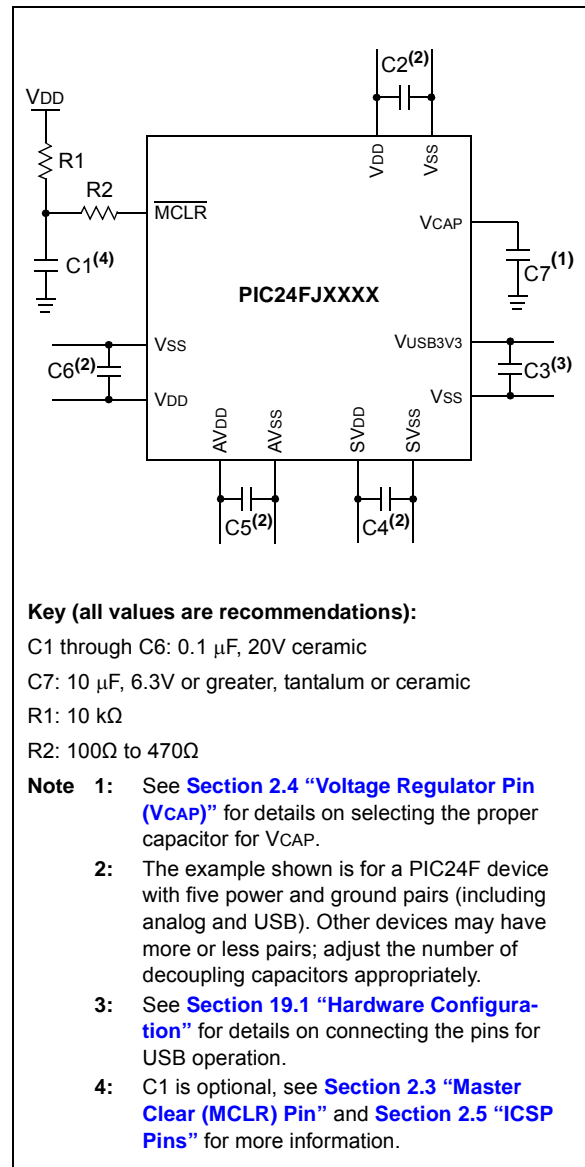 C2(2)
VDD
R1
R2
C1(4)
MCLR
VDD
VSS
VCAP
C7(1)
PIC24FJXXXX
VSS
C6(2)
VDD
VUSB3V3
C3(3)
VSS
AVDD
AVSS
SVDD
SVSS
C5(2)
C4(2)
Key (all values are recommendations):
C1 through C6: 0.1 μF, 20V ceramic
C7: 10 μF, 6.3V or greater, tantalum or ceramic
R1: 10 kΩ
R2: 100Ω to 470Ω
Note 1: See Section 2.4 “Voltage Regulator Pin
(VCAP)” for details on selecting the proper
capacitor for VCAP.
2: The example shown is for a PIC24F device
with five power and ground pairs (including
analog and USB). Other devices may have
more or less pairs; adjust the number of
decoupling capacitors appropriately.
3: See Section 19.1 “Hardware Configura-
tion” for details on connecting the pins for
USB operation.
4: C1 is optional, see Section 2.3 “Master
Clear (MCLR) Pin” and Section 2.5 “ICSP
Pins” for more information.